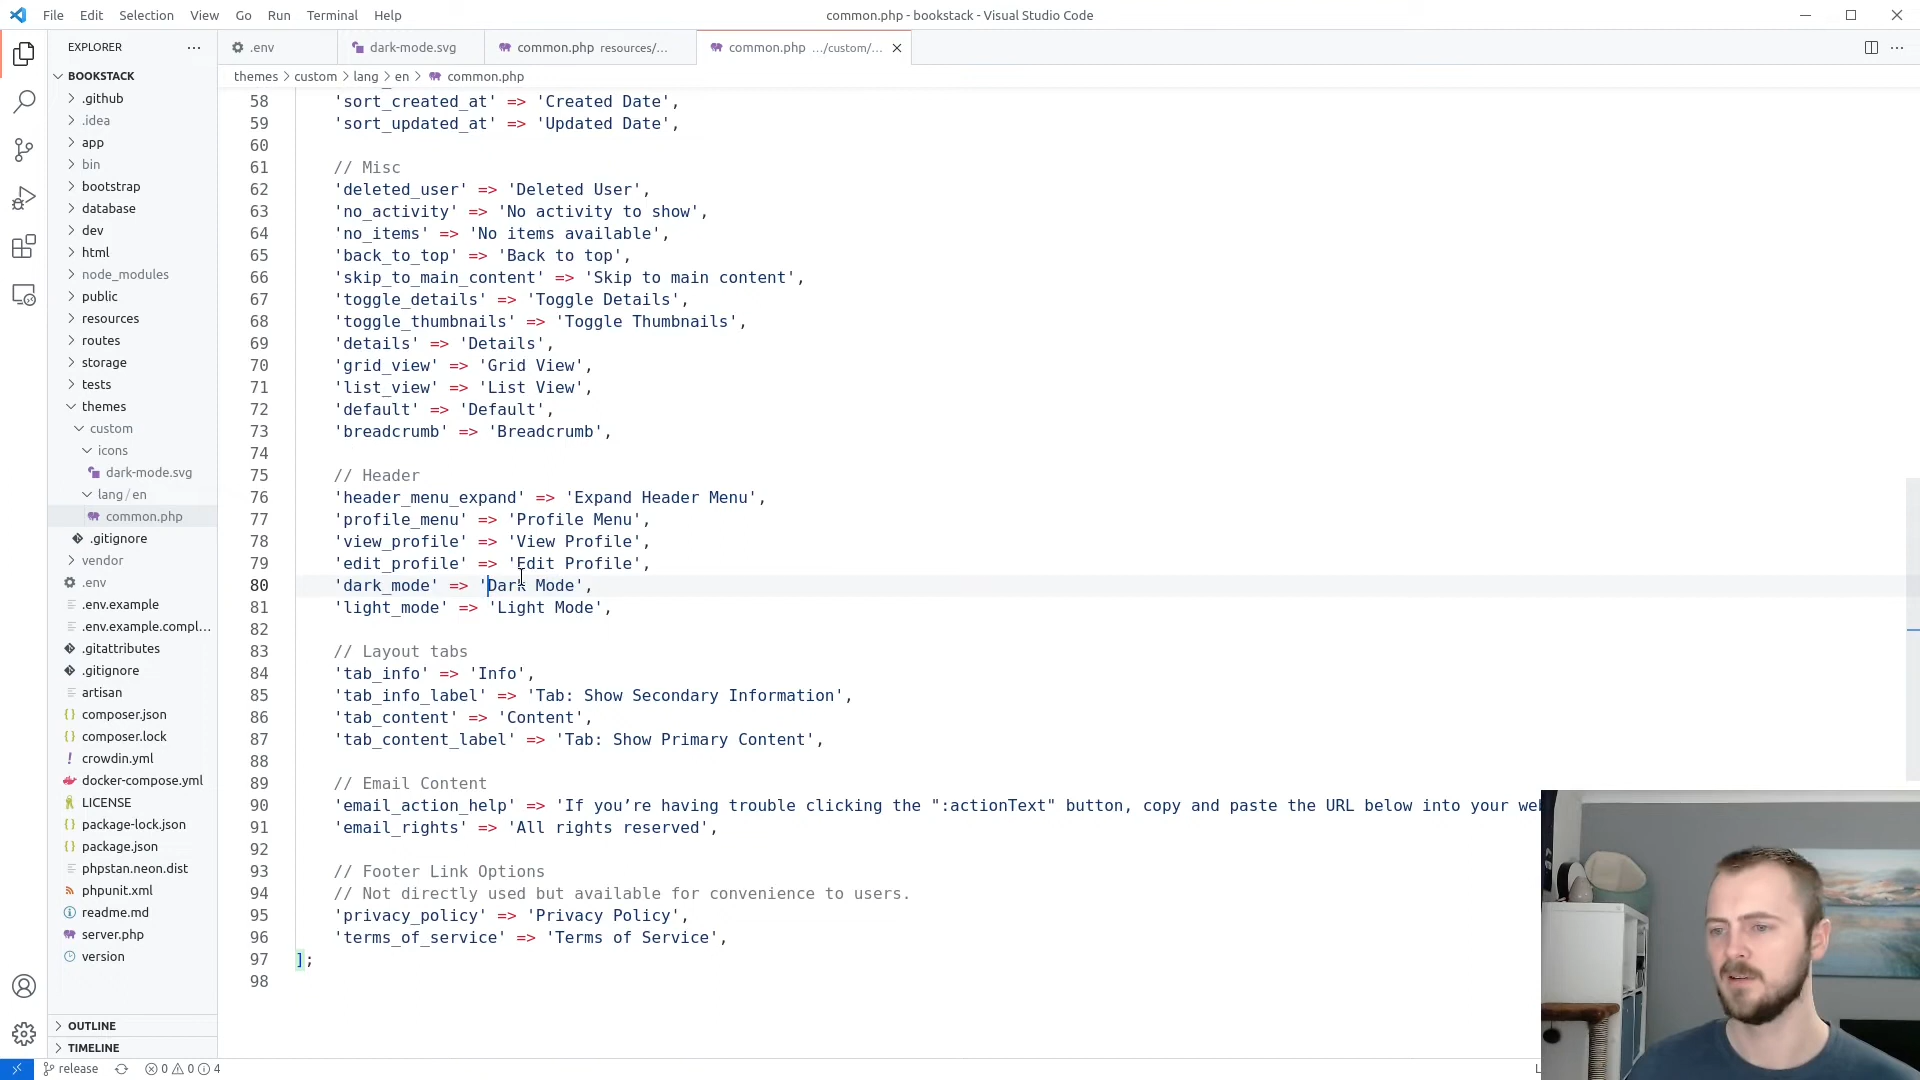 File Edit Selection View Go Run Terminal Help
common.php - bookstack - Visual Studio Code
EXPLORER
.env
dark-mode.svg
common.php resources/...
common.php .../custom/...
BOOKSTACK
themes > custom > lang > en > common.php
.github
.idea
app
bin
bootstrap
database
dev
html
node_modules
public
resources
routes
storage
tests
themes
custom
icons
dark-mode.svg
lang / en
common.php
.gitignore
vendor
.env
.env.example
.env.example.compl...
.gitattributes
.gitignore
artisan
composer.json
composer.lock
crowdin.yml
docker-compose.yml
LICENSE
package-lock.json
package.json
phpstan.neon.dist
phpunit.xml
readme.md
server.php
version
OUTLINE
TIMELINE
58 'sort_created_at' => 'Created Date',
59 'sort_updated_at' => 'Updated Date',
60
61 // Misc
62 'deleted_user' => 'Deleted User',
63 'no_activity' => 'No activity to show',
64 'no_items' => 'No items available',
65 'back_to_top' => 'Back to top',
66 'skip_to_main_content' => 'Skip to main content',
67 'toggle_details' => 'Toggle Details',
68 'toggle_thumbnails' => 'Toggle Thumbnails',
69 'details' => 'Details',
70 'grid_view' => 'Grid View',
71 'list_view' => 'List View',
72 'default' => 'Default',
73 'breadcrumb' => 'Breadcrumb',
74
75 // Header
76 'header_menu_expand' => 'Expand Header Menu',
77 'profile_menu' => 'Profile Menu',
78 'view_profile' => 'View Profile',
79 'edit_profile' => 'Edit Profile',
80 'dark_mode' => 'Dark Mode',
81 'light_mode' => 'Light Mode',
82
83 // Layout tabs
84 'tab_info' => 'Info',
85 'tab_info_label' => 'Tab: Show Secondary Information',
86 'tab_content' => 'Content',
87 'tab_content_label' => 'Tab: Show Primary Content',
88
89 // Email Content
90 'email_action_help' => 'If you’re having trouble clicking the ":actionText" button, copy and paste the URL below into your
91 'email_rights' => 'All rights reserved',
92
93 // Footer Link Options
94 // Not directly used but available for convenience to users.
95 'privacy_policy' => 'Privacy Policy',
96 'terms_of_service' => 'Terms of Service',
97 ];
98
release 0 0 4